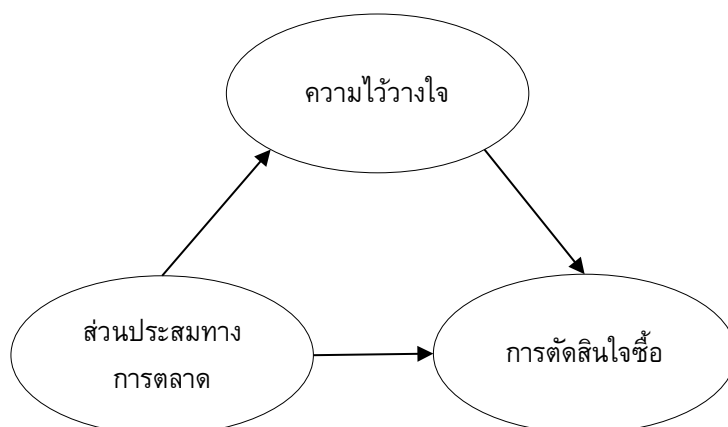 ความไว้วางใจ
ส่วนประสมทาง
การตลาด
การตัดสินใจซื้อ